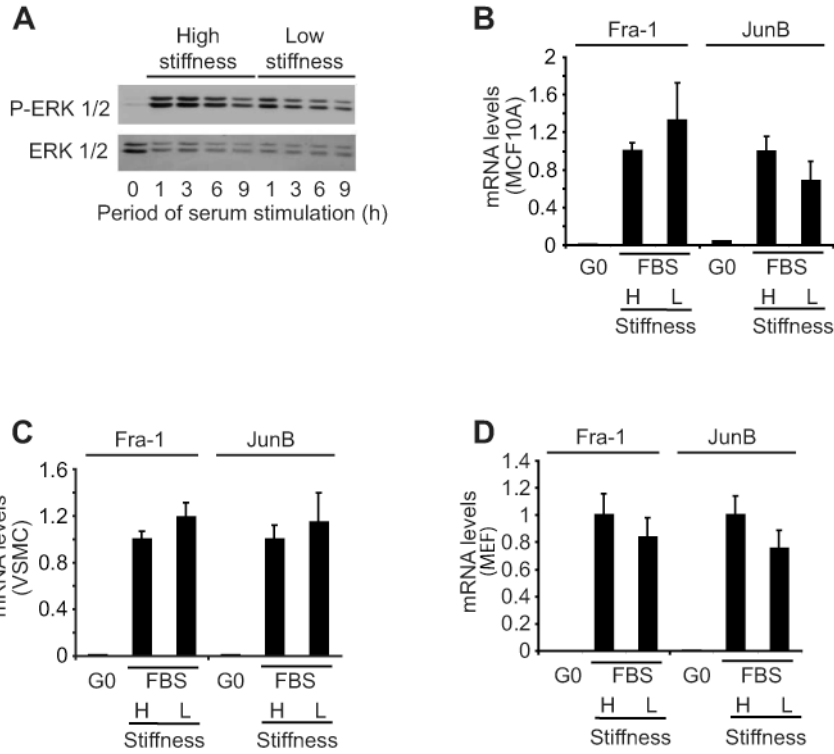 A
High
stiffness
Low
stiffness
P-ERK 1/2
ERK 1/2
0 1 3 6 9 1 3 6 9
Period of serum stimulation (h)
B
Fra-1 JunB
mRNA levels
(MCF10A)
2
1.6
1.2
0.8
0.4
0
G0 FBS G0 FBS
H L H L
Stiffness Stiffness
C
Fra-1 JunB
levels
(VSMC)
1.6
1.2
0.8
0.4
0
G0 FBS G0 FBS
H L H L
Stiffness Stiffness
D
Fra-1 JunB
mRNA levels
(MEF)
1.4
1.2
1
0.8
0.6
0.4
0.2
0
G0 FBS G0 FBS
H L H L
Stiffness Stiffness